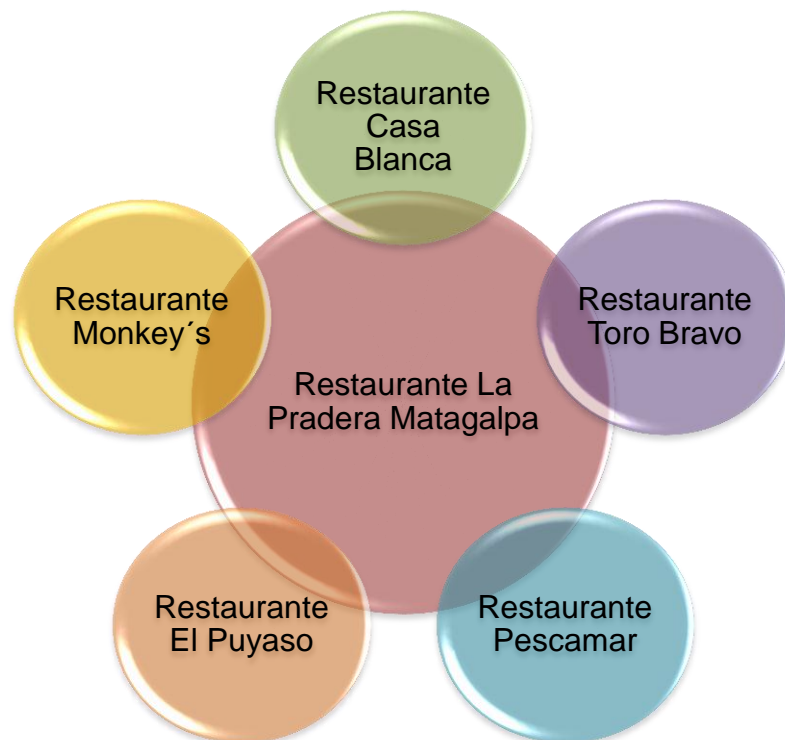 Restaurante
Casa
Blanca
Restaurante
Monkey´s
Restaurante
Toro Bravo
Restaurante La
Pradera Matagalpa
Restaurante
El Puyaso
Restaurante
Pescamar